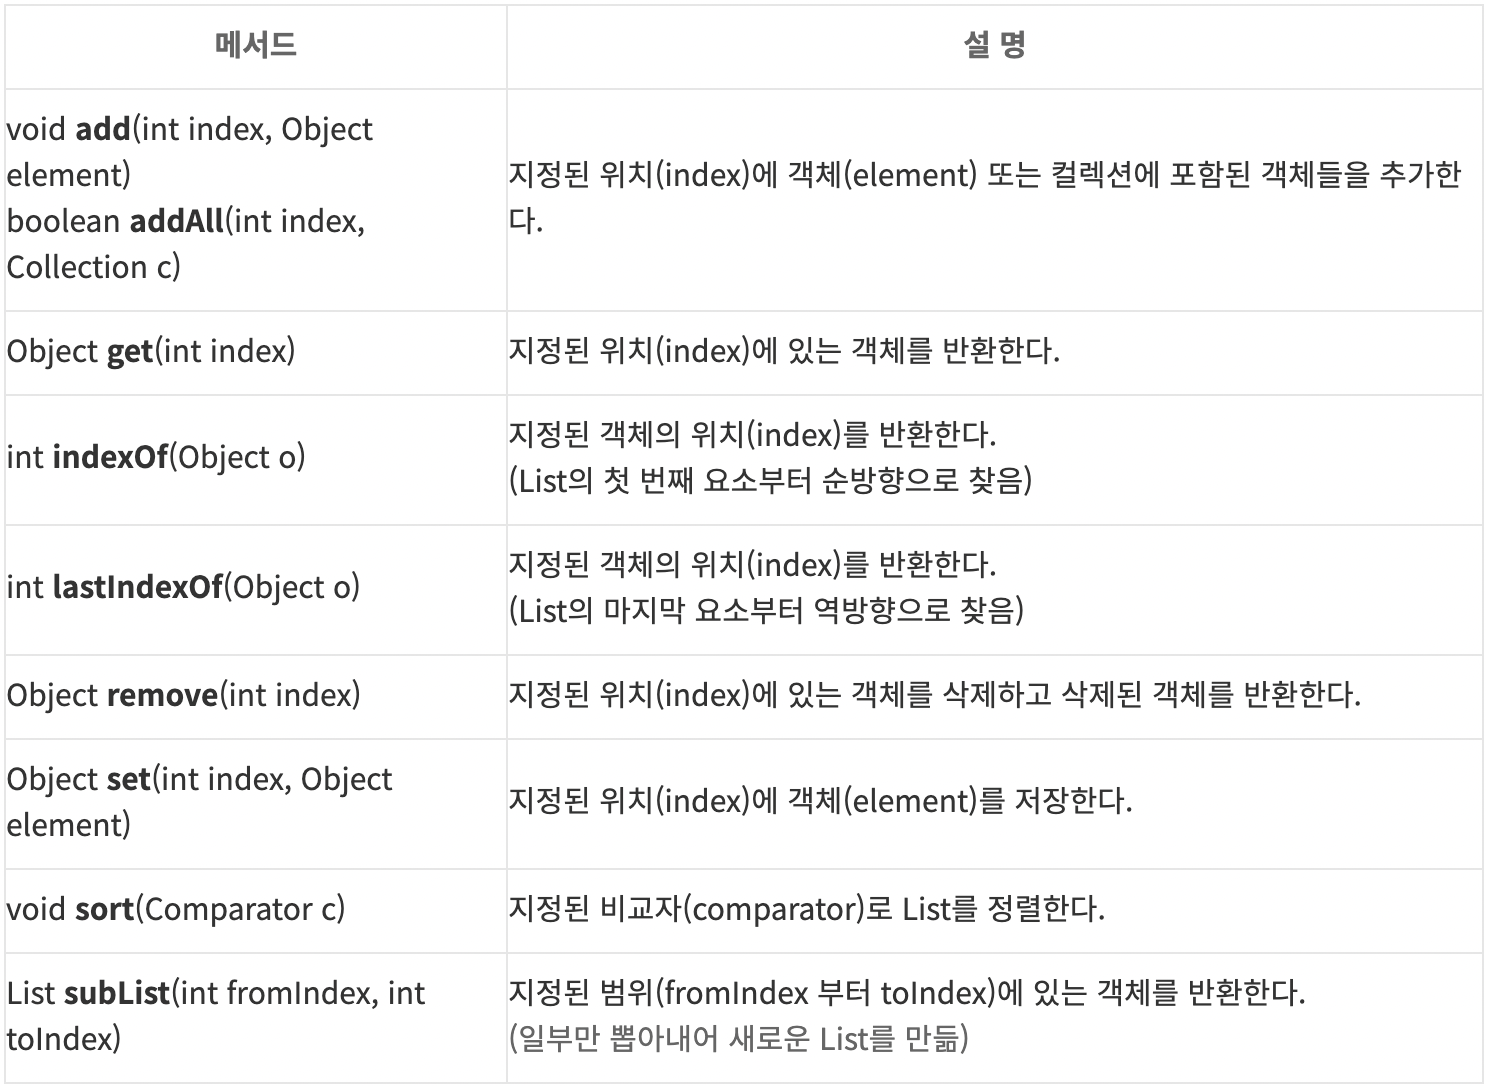 메서드
설 명
void add(int index, Object
element)
boolean addAll(int index,
Collection c)
지정된 위치(index)에 객체(element) 또는 컬렉션에 포함된 객체들을 추가한
다.
Object get(int index)
지정된 위치(index)에 있는 객체를 반환한다.
int indexOf(Object o)
지정된 객체의 위치(index)를 반환한다.
(List의 첫 번째 요소부터 순방향으로 찾음)
int lastIndexOf(Object o)
지정된 객체의 위치(index)를 반환한다.
(List의 마지막 요소부터 역방향으로 찾음)
Object remove(int index)
지정된 위치(index)에 있는 객체를 삭제하고 삭제된 객체를 반환한다.
Object set(int index, Object
element)
지정된 위치(index)에 객체(element)를 저장한다.
void sort(Comparator c)
지정된 비교자(comparator)로 List를 정렬한다.
List subList(int fromIndex, int
toIndex)
지정된 범위(fromIndex 부터 toIndex)에 있는 객체를 반환한다.
(일부만 뽑아내어 새로운 List를 만듦)